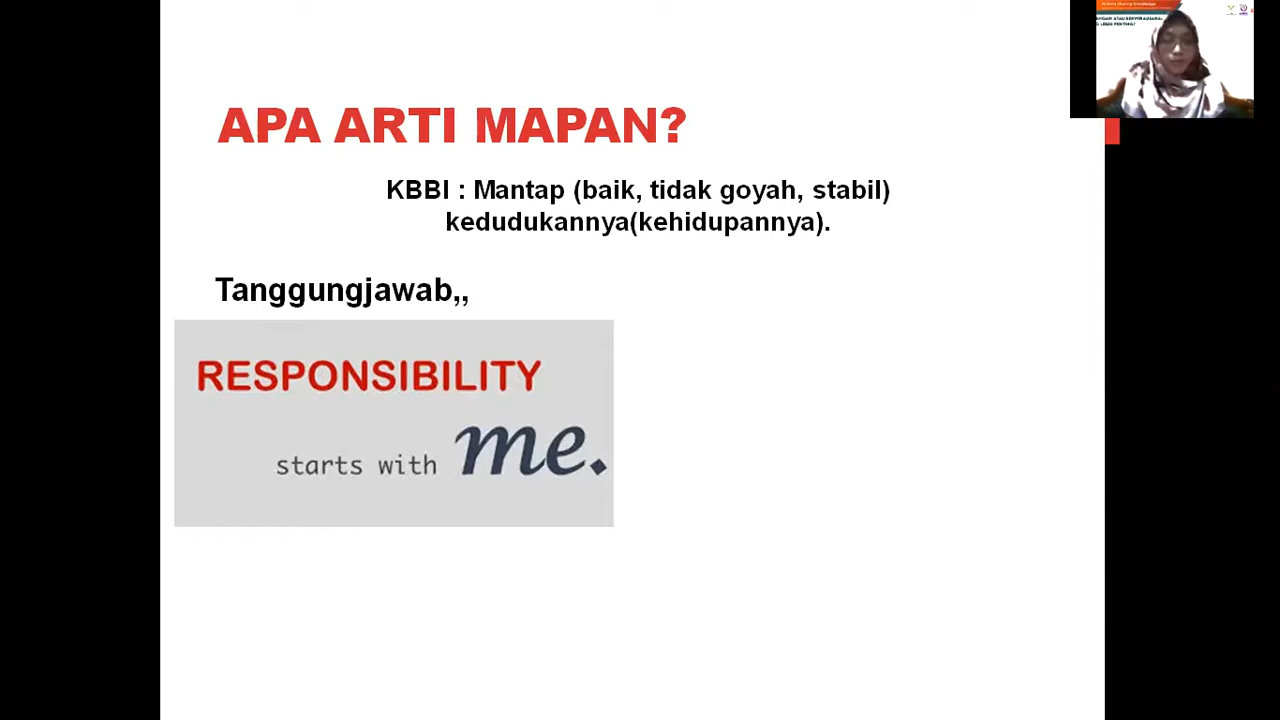 APA ARTI MAPAN?
KBBI : Mantap (baik, tidak goyah, stabil)
kedudukannya(kehidupannya).
Tanggungjawab,,
RESPONSIBILITY
starts with me.